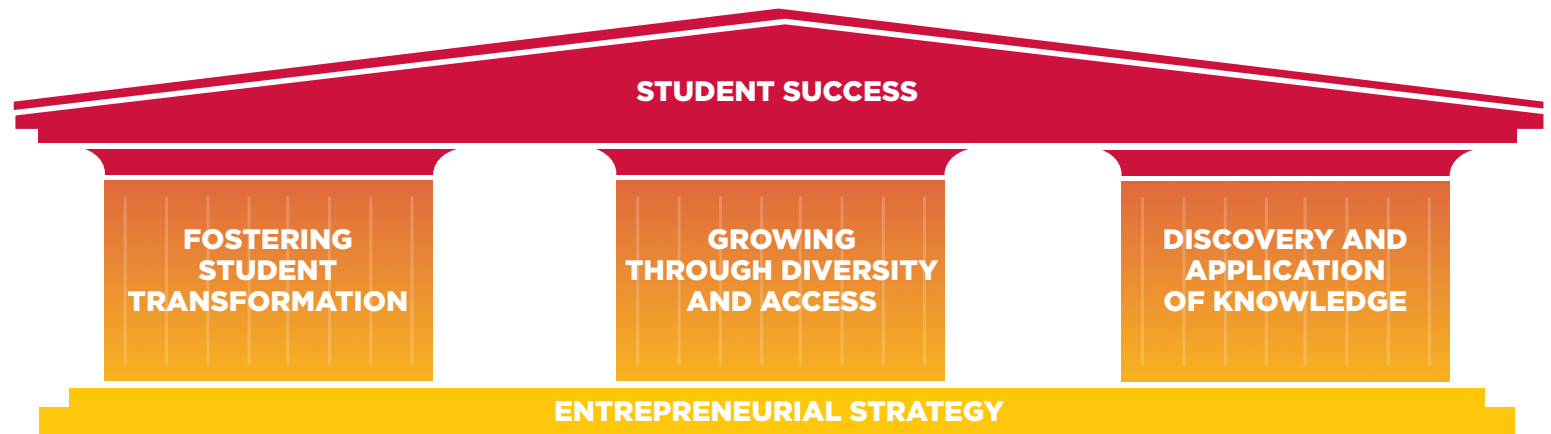 STUDENT SUCCESS
FOSTERING
STUDENT
TRANSFORMATION
GROWING
THROUGH DIVERSITY
AND ACCESS
DISCOVERY AND
APPLICATION
OF KNOWLEDGE
ENTREPRENEURIAL STRATEGY